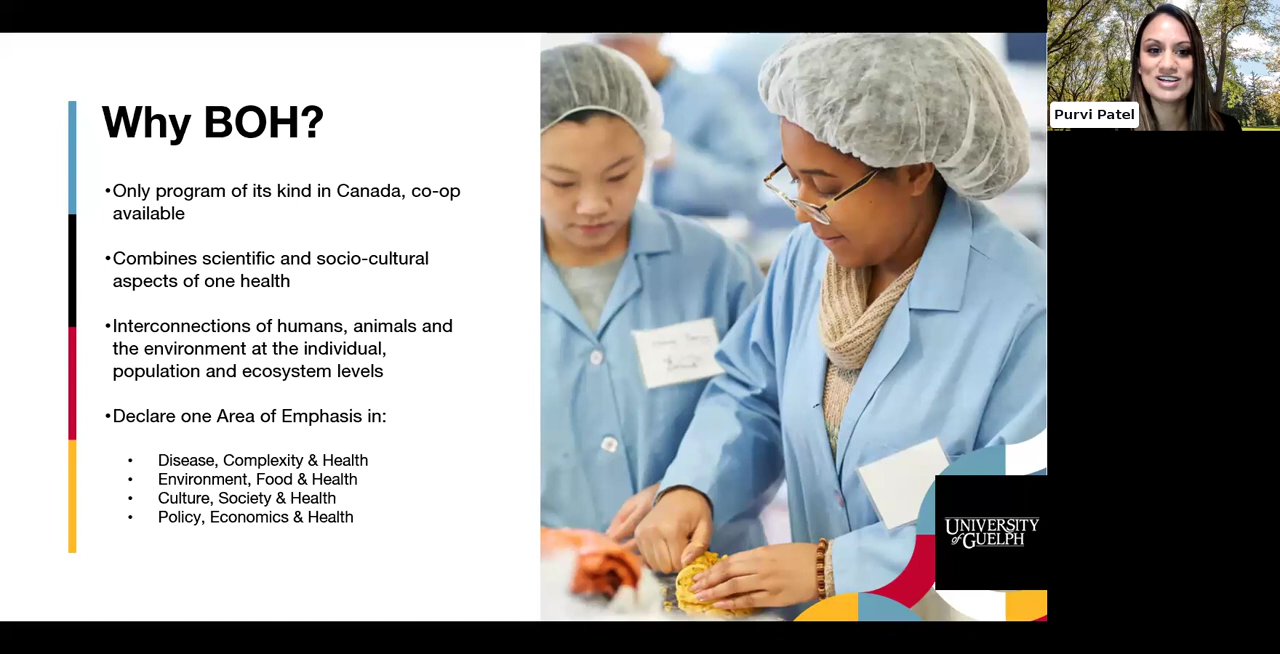 Why BOH?
•Only program of its kind in Canada, co-op
available
•Combines scientific and socio-cultural
aspects of one health
•Interconnections of humans, animals and
the environment at the individual,
population and ecosystem levels
•Declare one Area of Emphasis in:
• Disease, Complexity & Health
• Environment, Food & Health
• Culture, Society & Health
• Policy, Economics & Health
UNIVERSITY
of GUELPH
Purvi Patel